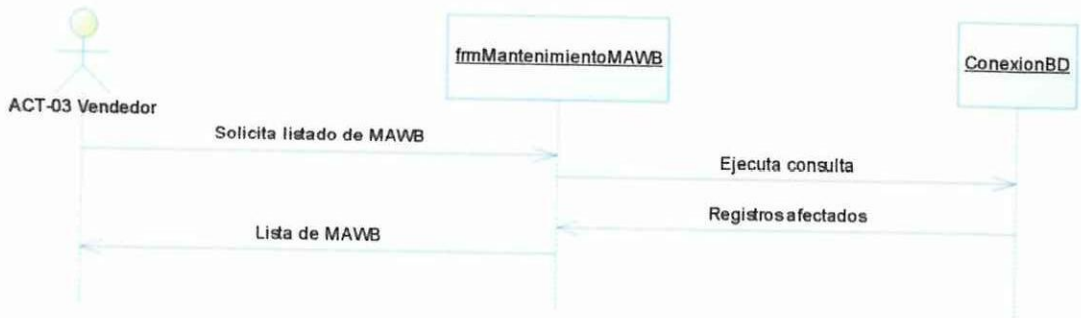 frmMantenimientoMAWB
ConexionBD
ACT-03 Vendedor
Solicita listado de MAWB
Ejecuta consulta
Registros afectados
Lista de MAWB